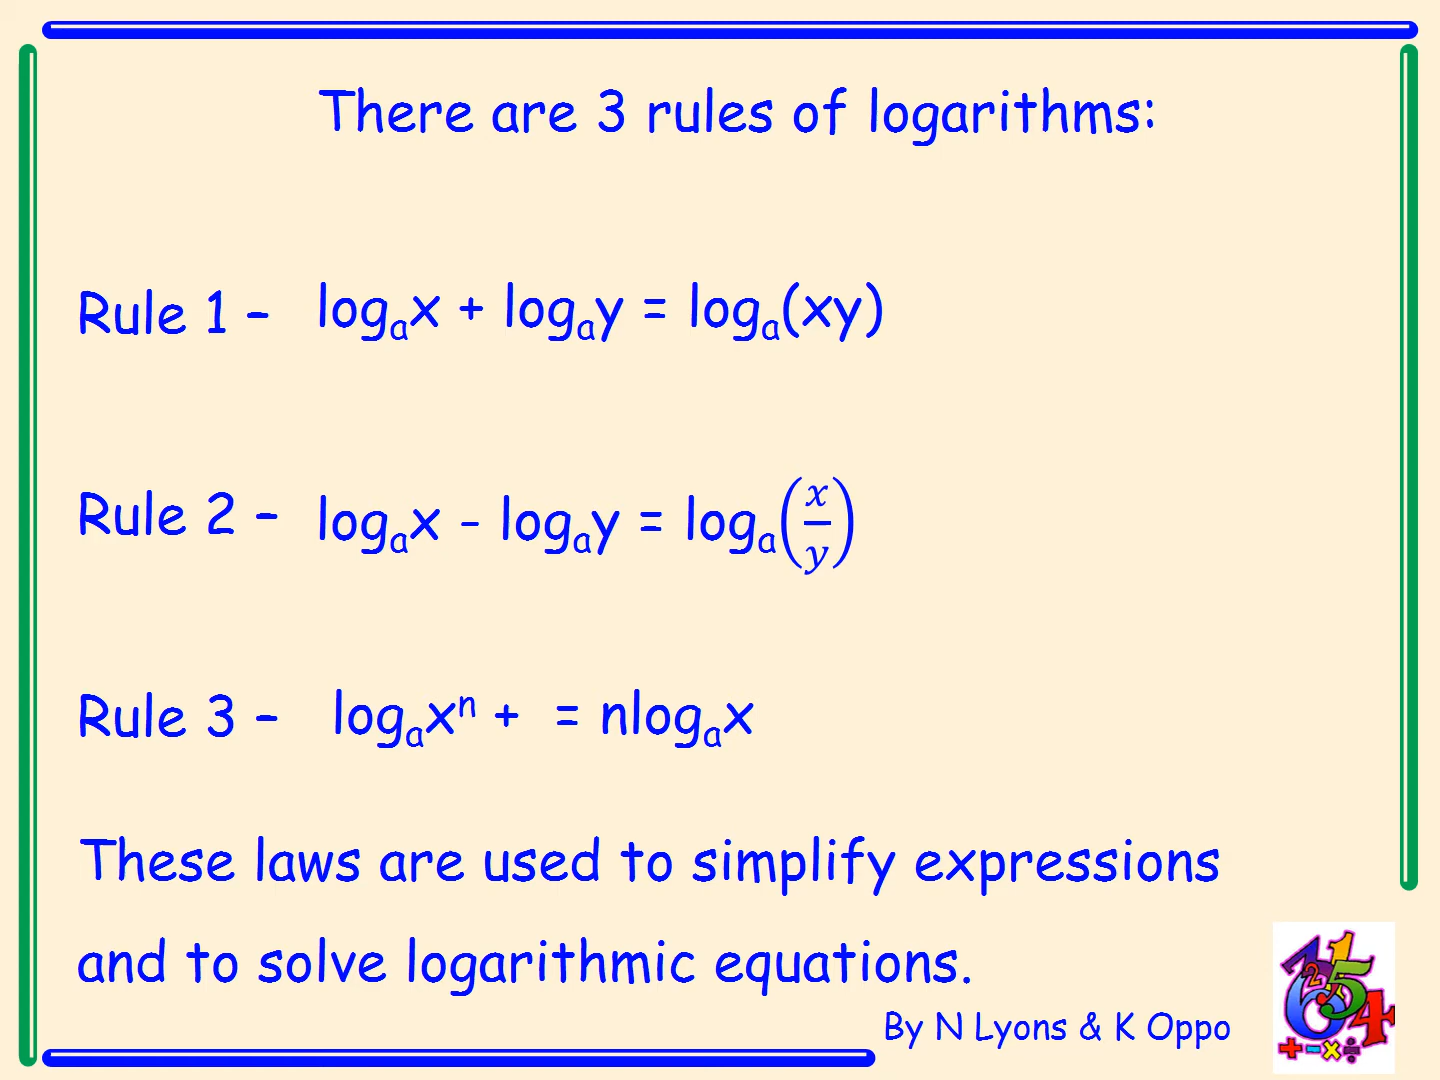 There are 3 rules of logarithms:
Rule 1 – logₐx + logₐy = logₐ(xy)
Rule 2 – logₐx - logₐy = logₐ(x/y)
Rule 3 – logₐxⁿ + = nlogₐx
These laws are used to simplify expressions
and to solve logarithmic equations.
By N Lyons & K Oppo